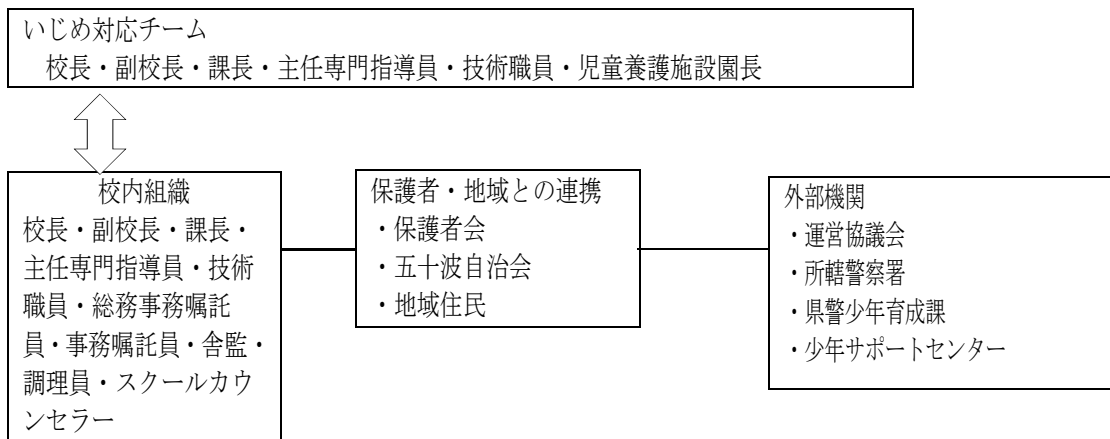 いじめ対応チーム
校長・副校長・課長・主任専門指導員・技術職員・児童養護施設園長
校内組織
校長・副校長・課長・
主任専門指導員・技術
職員・総務事務嘱託
員・事務嘱託員・舎監・
調理員・スクールカウ
ンセラー
保護者・地域との連携
・保護者会
・五十波自治会
・地域住民
外部機関
・運営協議会
・所轄警察署
・県警少年育成課
・少年サポートセンター